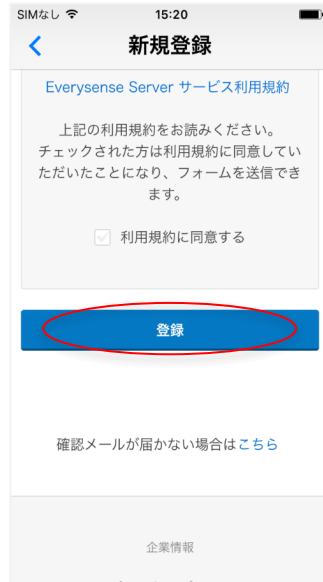 SIMなし 15:20
新規登録
Everysense Server サービス利用規約
上記の利用規約をお読みください。
チェックされた方は利用規約に同意してい
ただいたことになり、フォームを送信でき
ます。
利用規約に同意する
登録
確認メールが届かない場合はこちら
企業情報